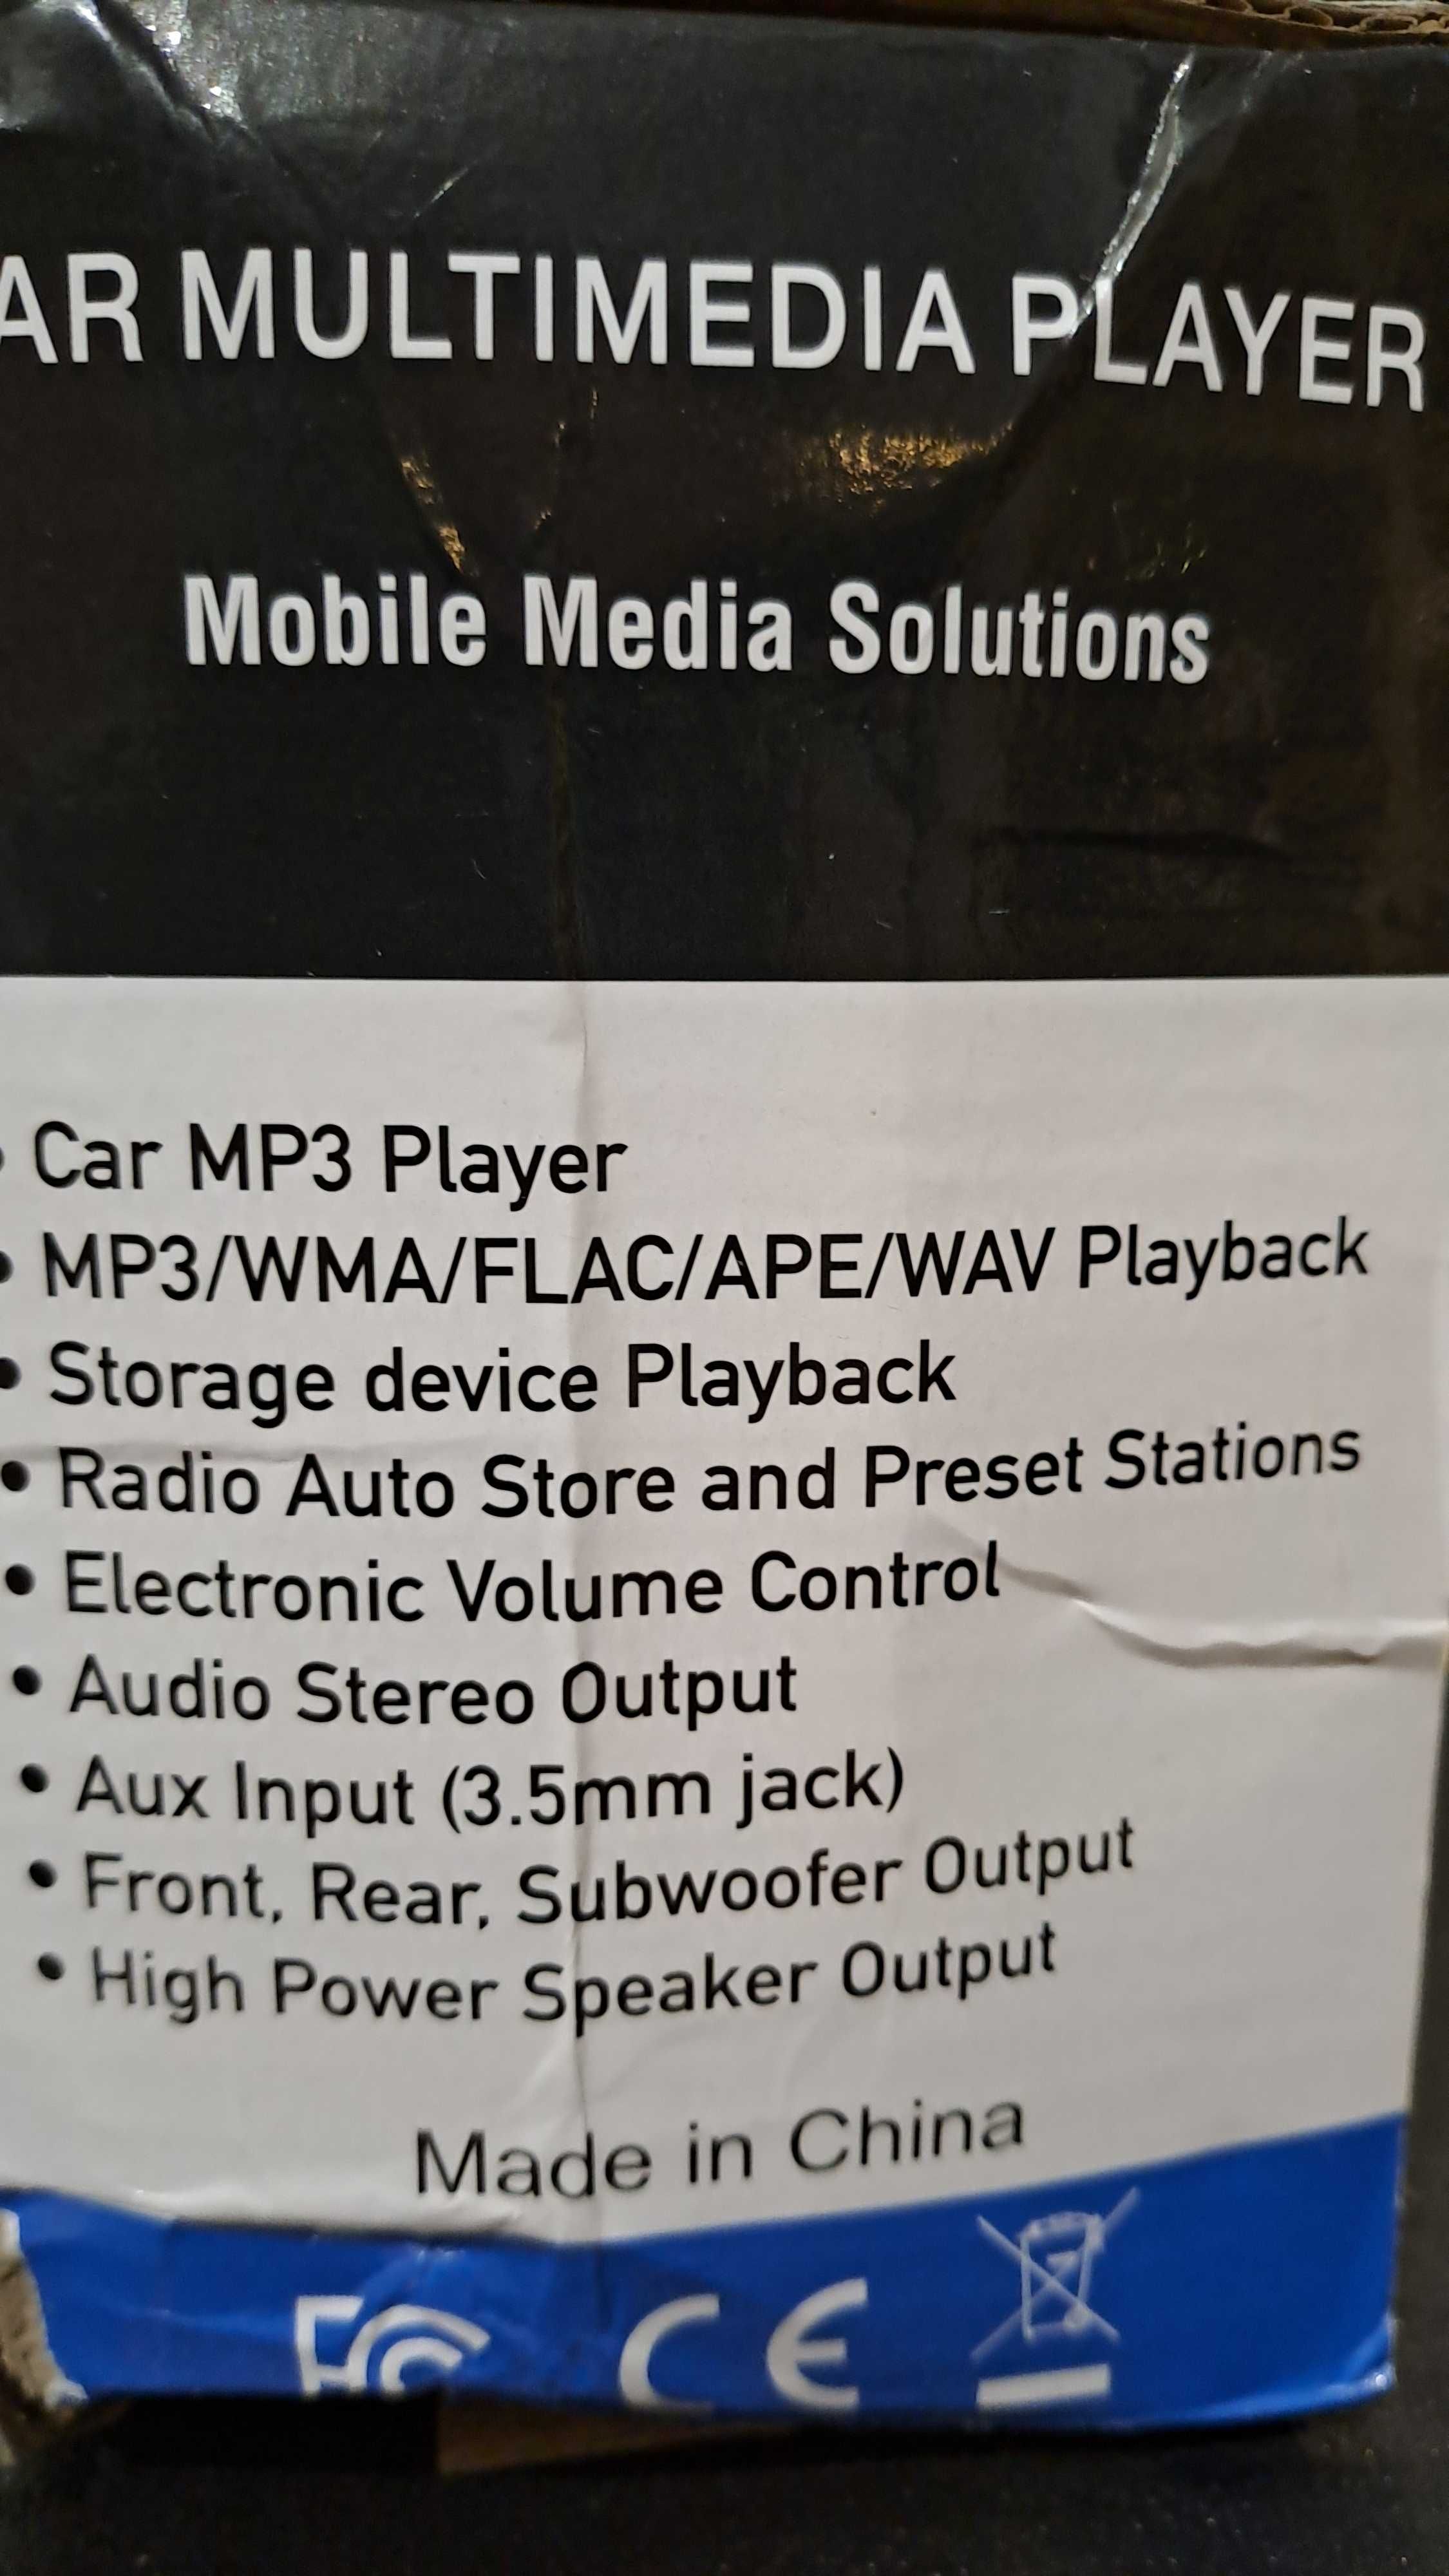 AR MULTIMEDIA PLAYER
Mobile Media Solutions
• Car MP3 Player
• MP3/WMA/FLAC/APE/WAV Playback
• Storage device Playback
• Radio Auto Store and Preset Stations
• Electronic Volume Control
• Audio Stereo Output
• Aux Input (3.5mm jack)
• Front, Rear, Subwoofer Output
• High Power Speaker Output
Made in China
FC CE